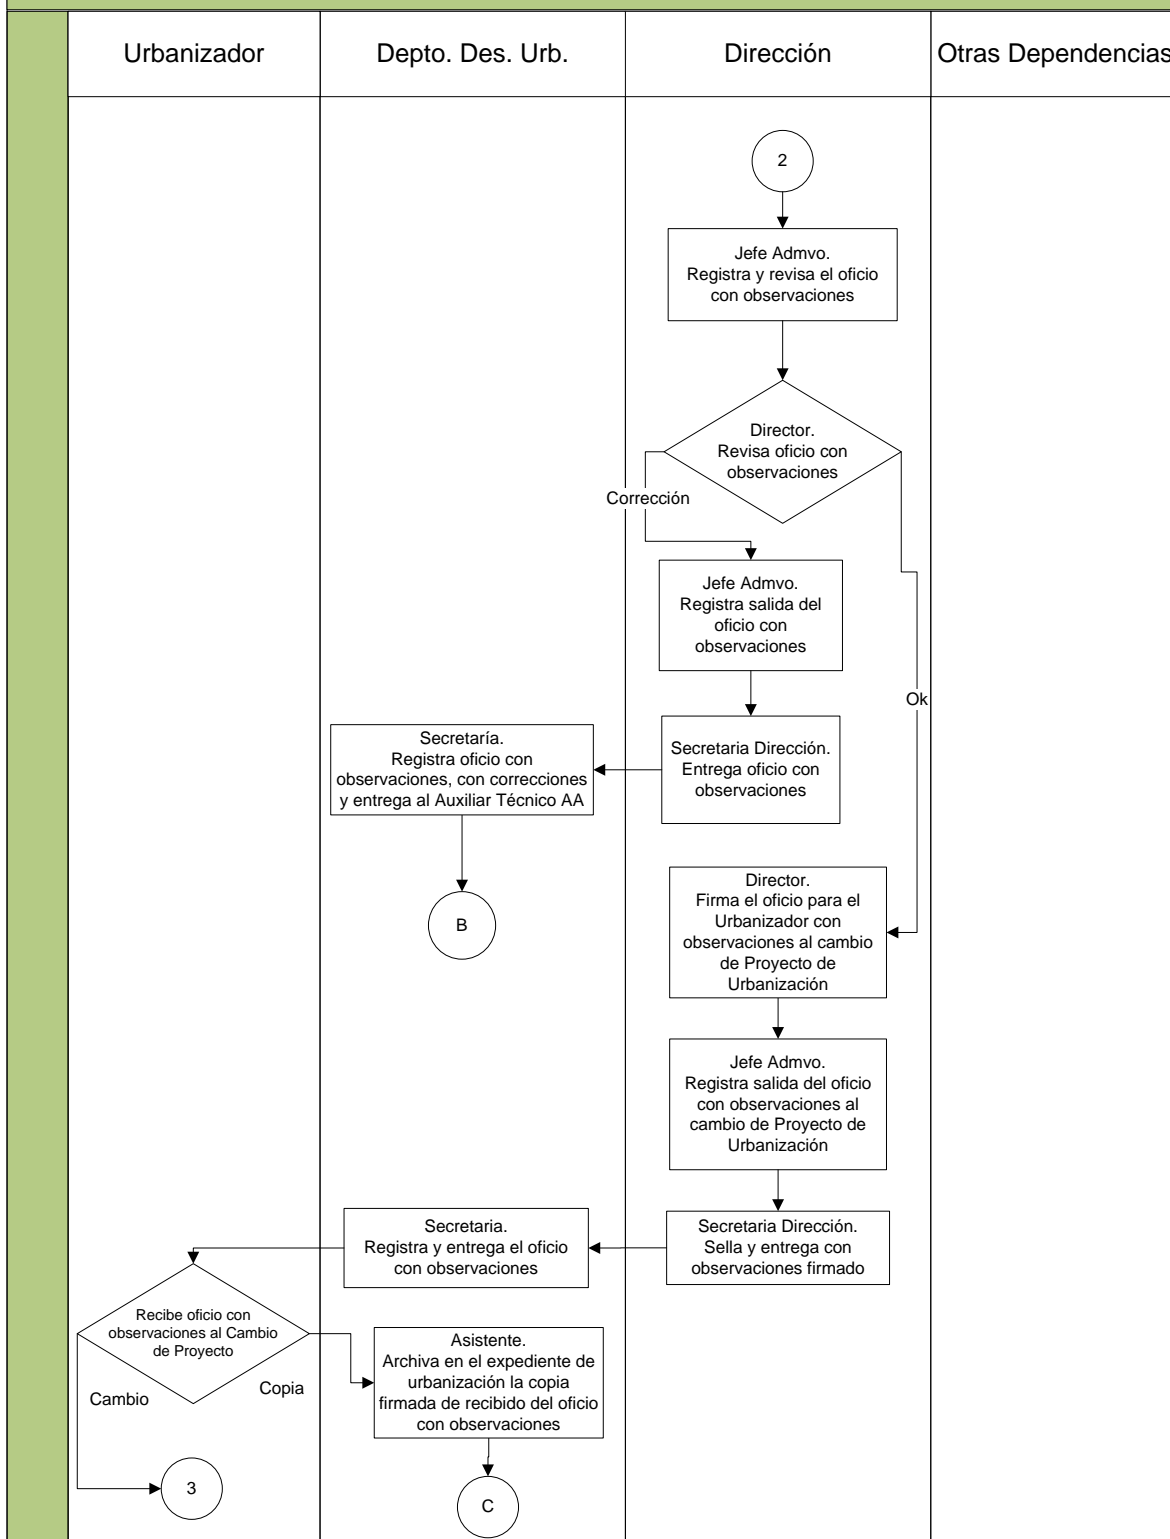 Urbanizador
Depto. Des. Urb.
Dirección
Otras Dependencias
2
Jefe Admvo.
Registra y revisa el oficio
con observaciones
Director.
Revisa oficio con
observaciones
Corrección
Jefe Admvo.
Registra salida del
oficio con
observaciones
Ok
Secretaria Dirección.
Entrega oficio con
observaciones
Secretaría.
Registra oficio con
observaciones, con correcciones
y entrega al Auxiliar Técnico AA
B
Director.
Firma el oficio para el
Urbanizador con
observaciones al cambio
de Proyecto de
Urbanización
Jefe Admvo.
Registra salida del oficio
con observaciones al
cambio de Proyecto de
Urbanización
Secretaria Dirección.
Sella y entrega con
observaciones firmado
Secretaria.
Registra y entrega el oficio
con observaciones
Recibe oficio con
observaciones al Cambio
de Proyecto
Cambio
Copia
Asistente.
Archiva en el expediente de
urbanización la copia
firmada de recibido del oficio
con observaciones
3
C